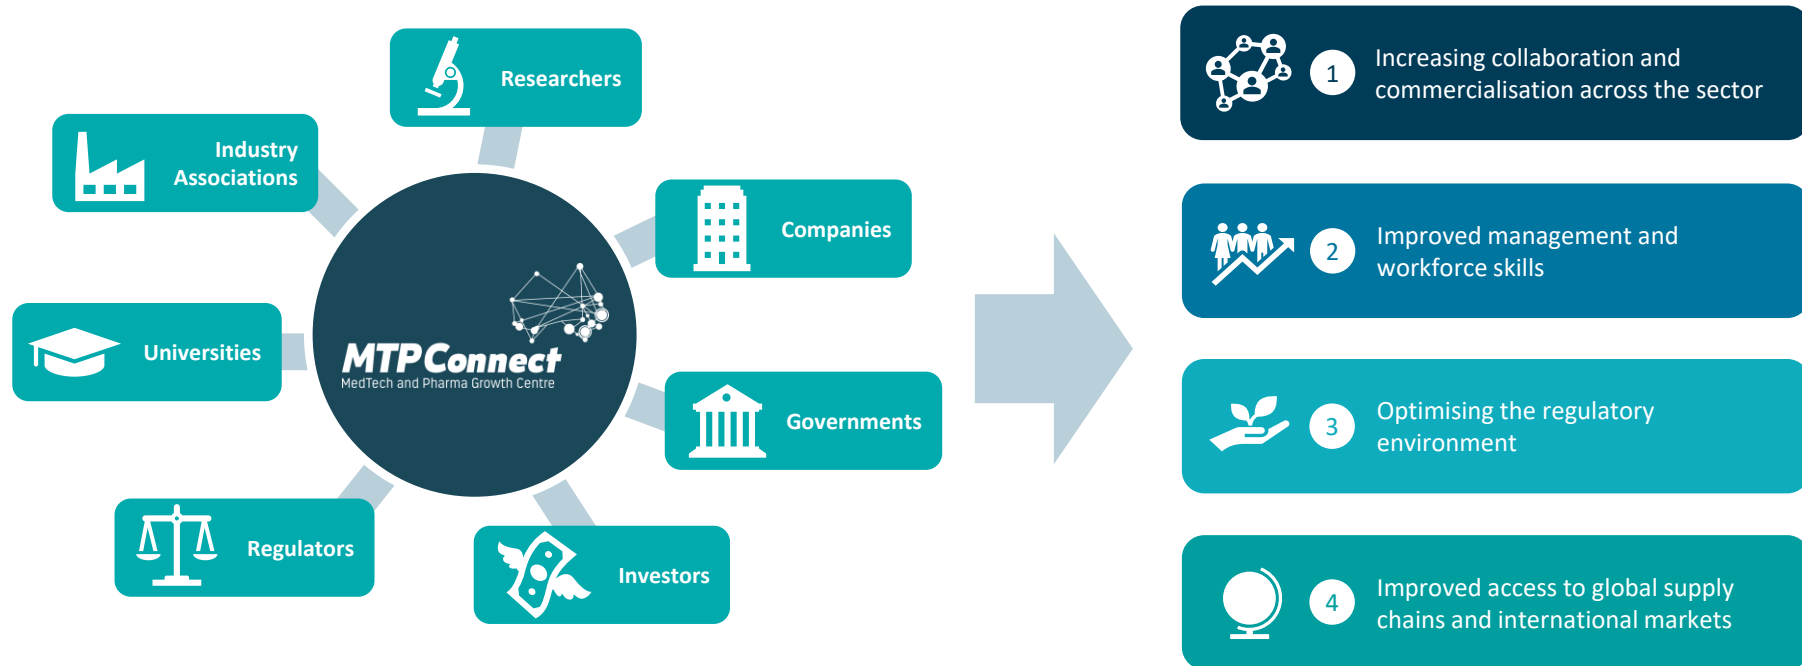 Researchers
Industry
Associations
Companies
Universities
MTPConnect
MedTech and Pharma Growth Centre
Governments
Regulators
Investors
1
Increasing collaboration and
commercialisation across the sector
2
Improved management and
workforce skills
3
Optimising the regulatory
environment
4
Improved access to global supply
chains and international markets